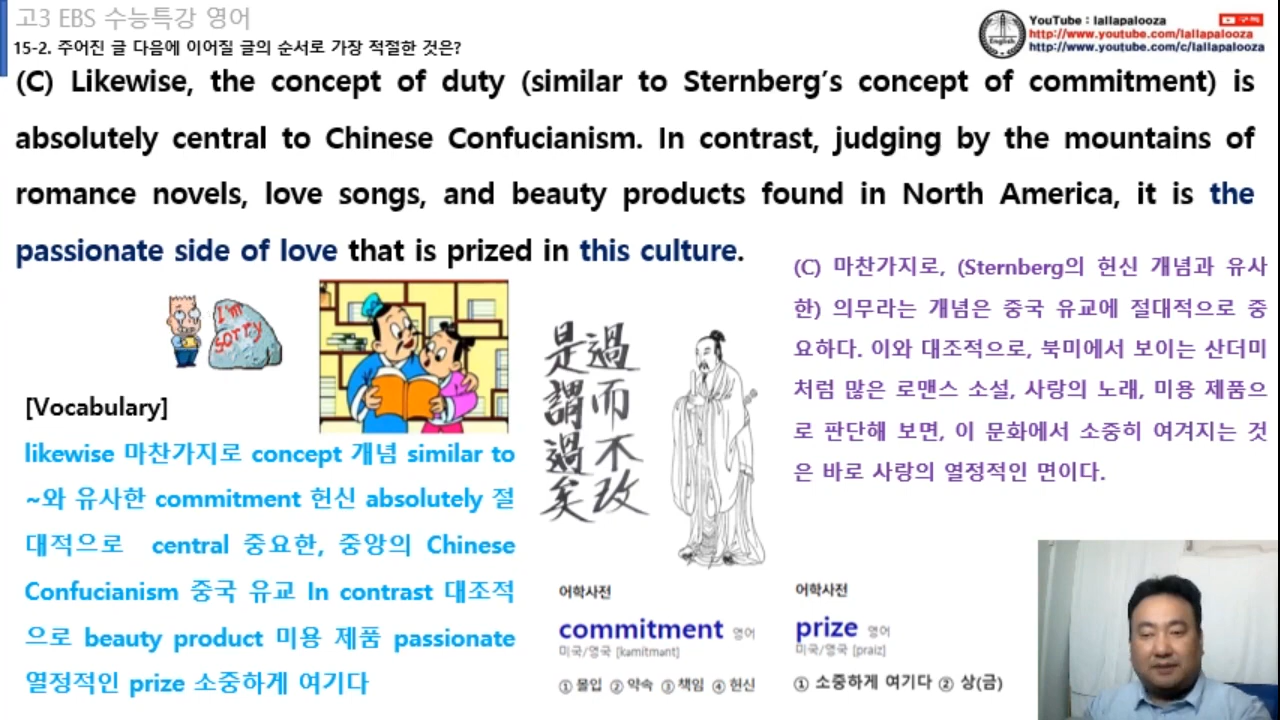 고3 EBS 수능특강 영어
15-2. 주어진 글 다음에 이어질 글의 순서로 가장 적절한 것은?
English
YouTube : lallapalooza
구독
http://www.youtube.com/lallapalooza
http://www.youtube.com/c/lallapalooza
(C) Likewise, the concept of duty (similar to Sternberg's concept of commitment) is
absolutely central to Chinese Confucianism. In contrast, judging by the mountains of
romance novels, love songs, and beauty products found in North America, it is the
passionate side of love that is prized in this culture.
(C) 마찬가지로, (Sternberg의 헌신 개념과 유사
한) 의무라는 개념은 중국 유교에 절대적으로 중
요하다. 이와 대조적으로, 북미에서 보이는 산더미
처럼 많은 로맨스 소설, 사랑의 노래, 미용 제품으
로 판단해 보면, 이 문화에서 소중히 여겨지는 것
은 바로 사랑의 열정적인 면이다.
I'm
sorry
過而不改
是謂過矣
[Vocabulary]
likewise 마찬가지로 concept 개념 similar to
~와 유사한 commitment 헌신 absolutely 절
대적으로 central 중요한, 중앙의 Chinese
Confucianism 중국 유교 In contrast 대조적
으로 beauty product 미용 제품 passionate
열정적인 prize 소중하게 여기다
어학사전
commitment 영어
미국/영국 [kəmítmənt]
① 몰입 ② 약속 ③ 책임 ④ 헌신
어학사전
prize 영어
미국/영국 [praiz]
① 소중하게 여기다 ② 상(금)